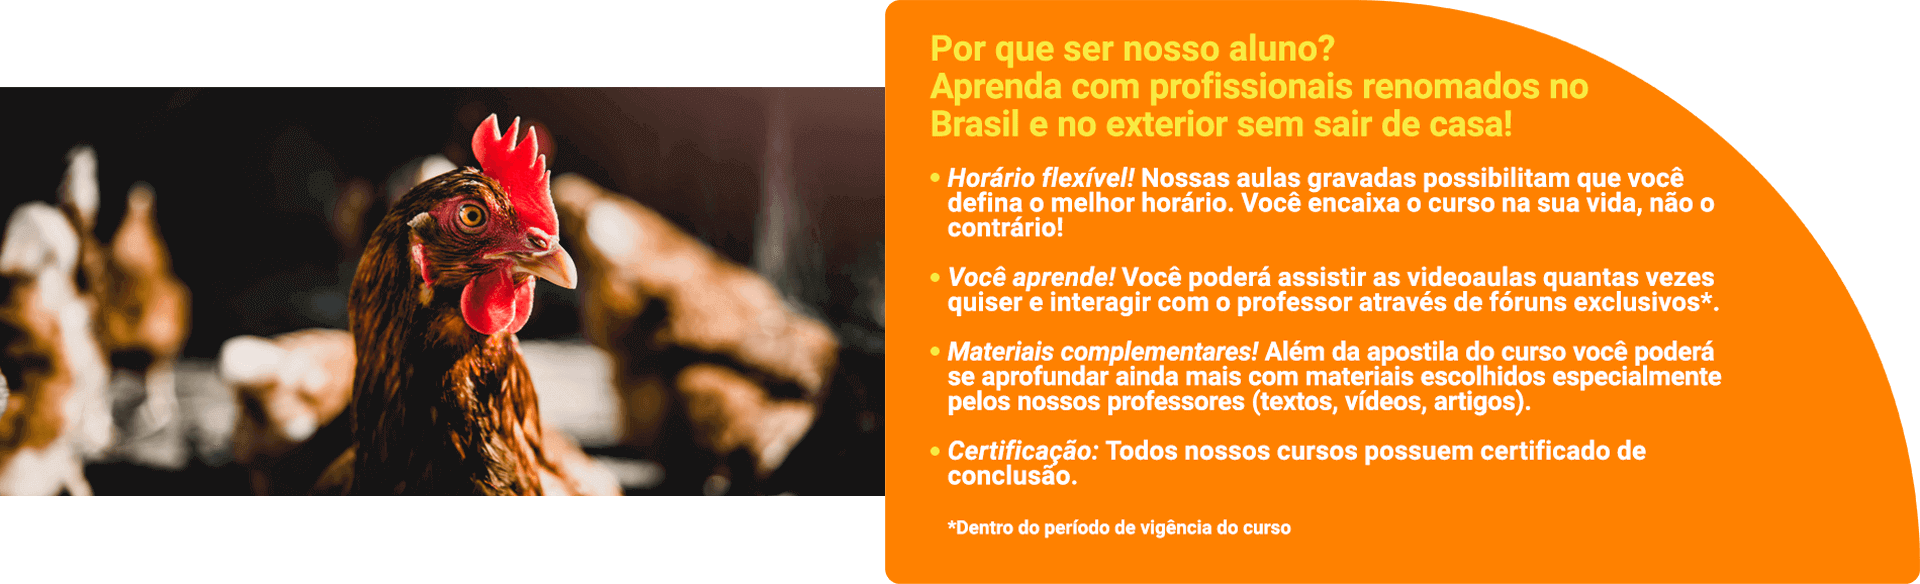 Por que ser nosso aluno?
Aprenda com profissionais renomados no
Brasil e no exterior sem sair de casa!
• Horário flexível! Nossas aulas gravadas possibilitam que você
defina o melhor horário. Você encaixa o curso na sua vida, não o
contrário!
• Você aprende! Você poderá assistir as videoaulas quantas vezes
quiser e interagir com o professor através de fóruns exclusivos*.
• Materiais complementares! Além da apostila do curso você poderá
se aprofundar ainda mais com materiais escolhidos especialmente
pelos nossos professores (textos, vídeos, artigos).
• Certificação: Todos nossos cursos possuem certificado de
conclusão.
*Dentro do período de vigência do curso